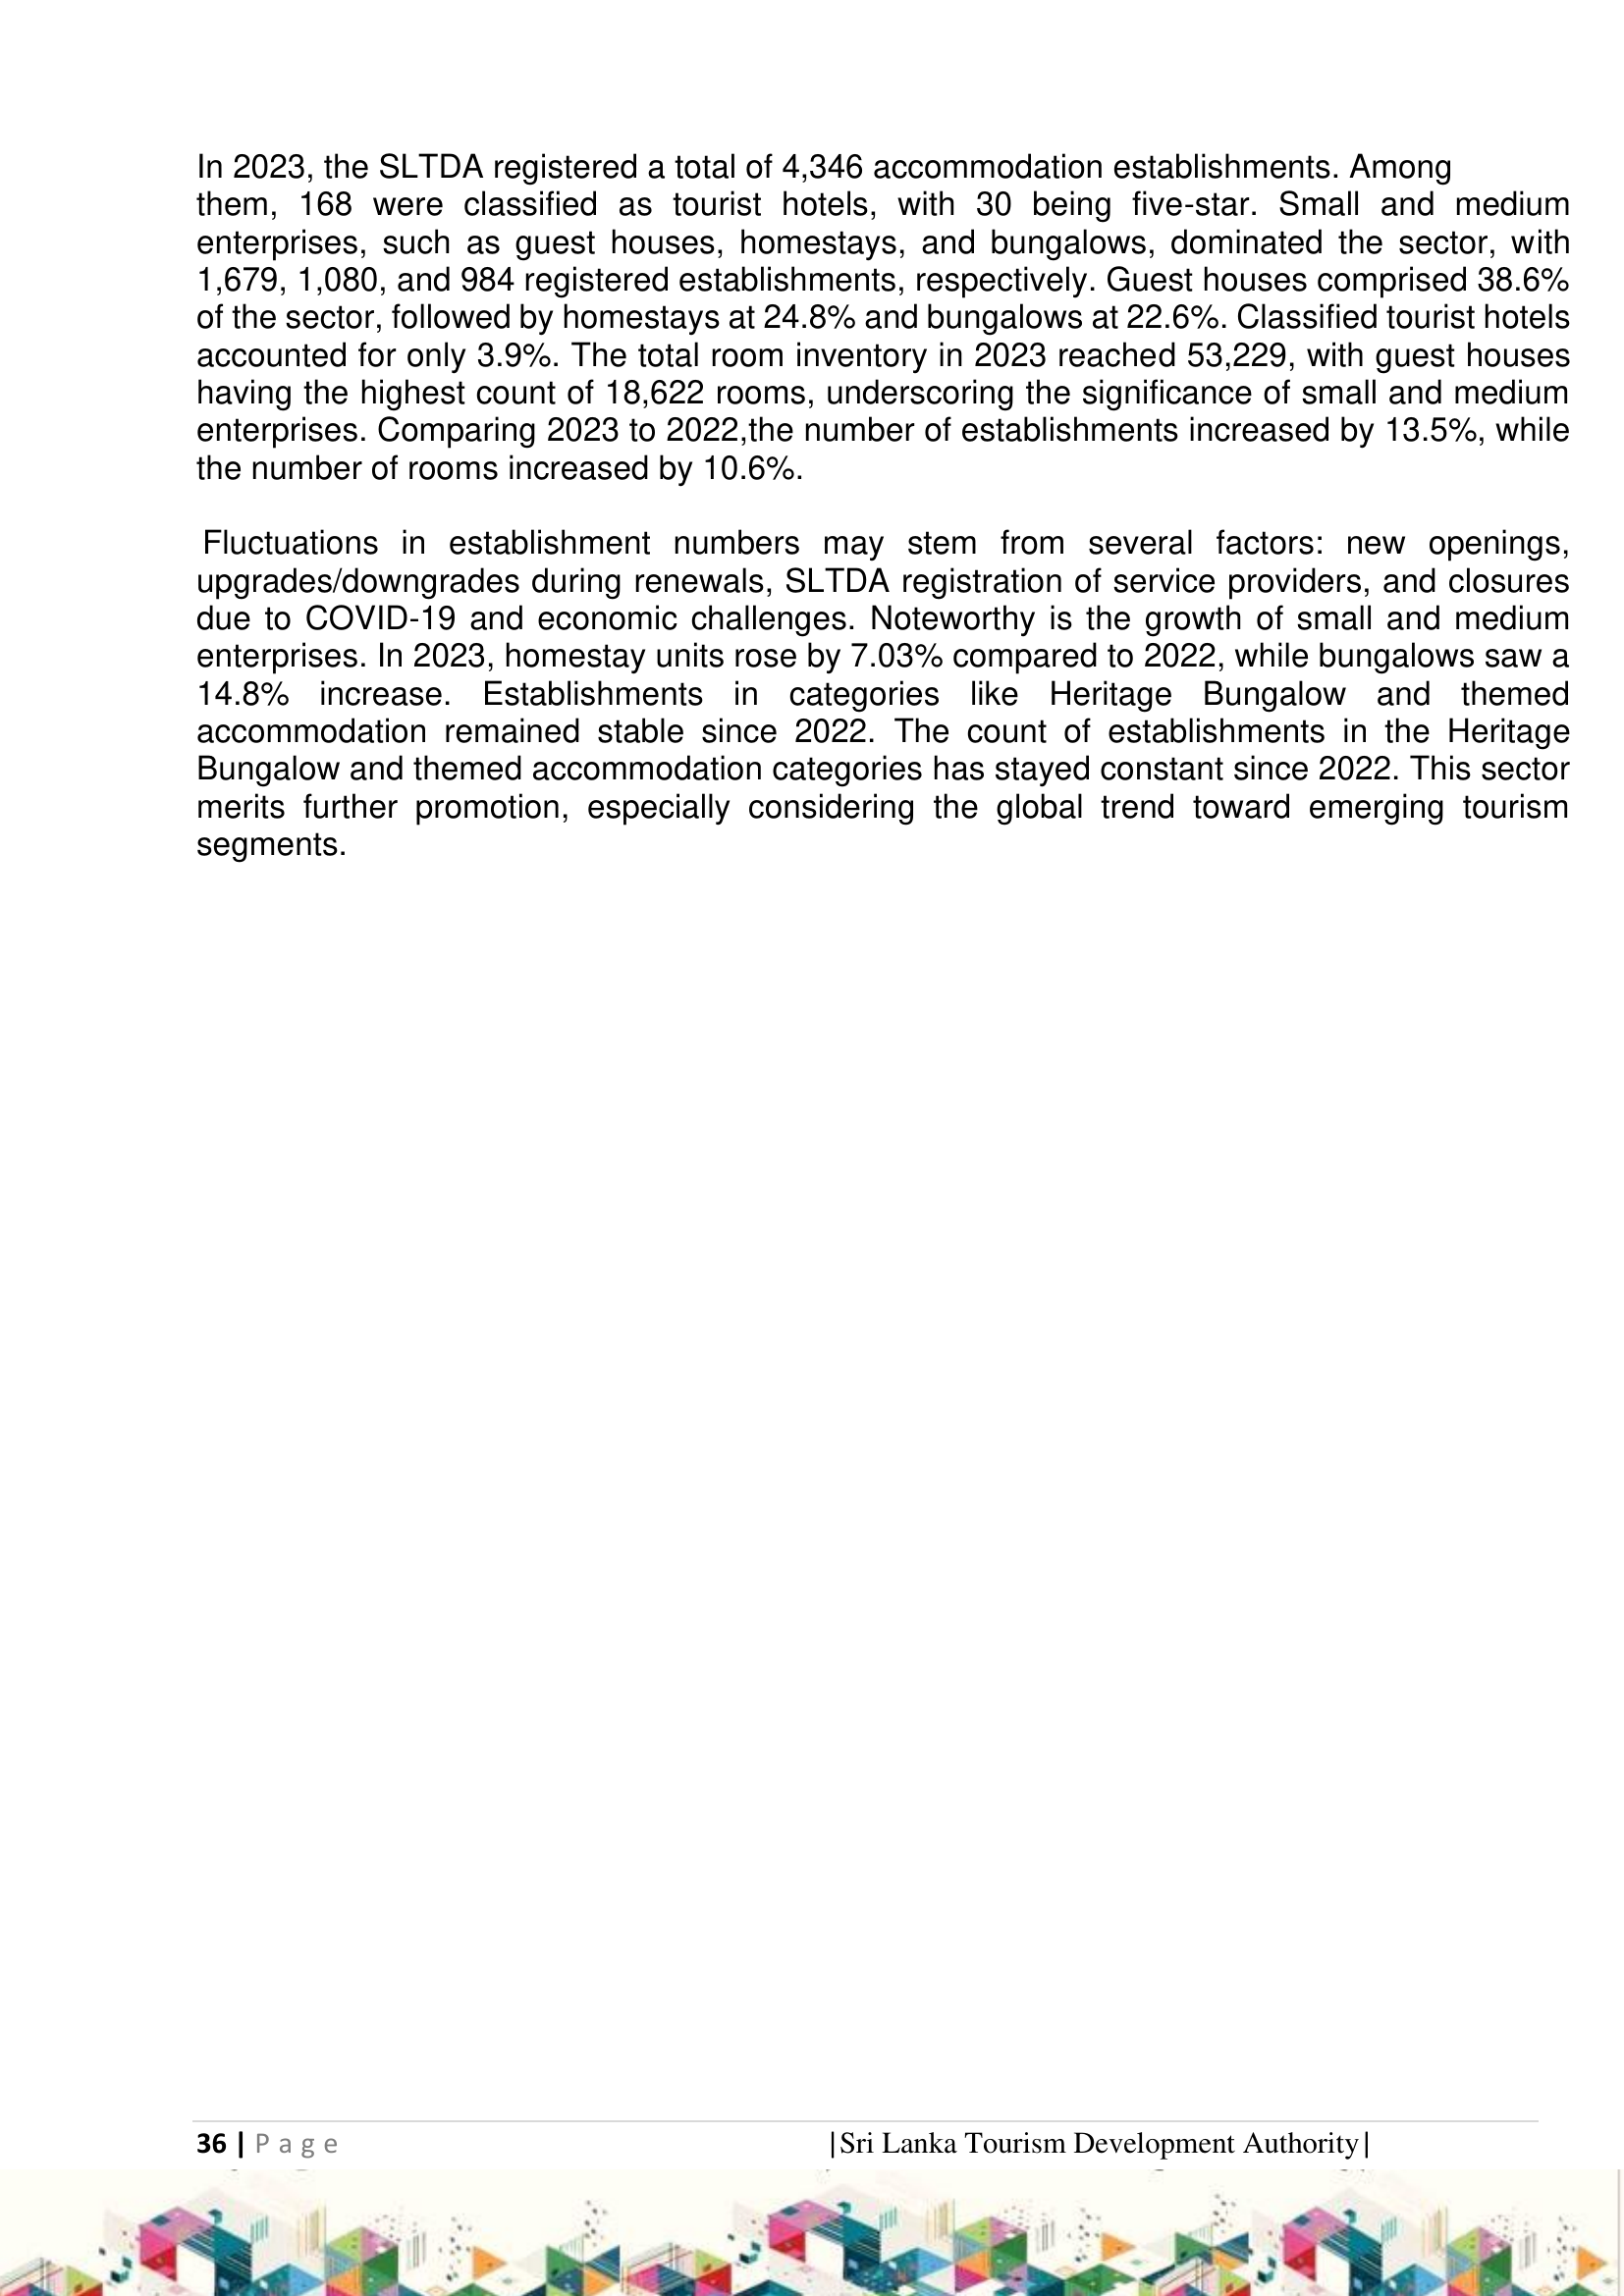 In 2023, the SLTDA registered a total of 4,346 accommodation establishments. Among
them, 168 were classified as tourist hotels, with 30 being five-star. Small and medium
enterprises, such as guest houses, homestays, and bungalows, dominated the sector, with
1,679, 1,080, and 984 registered establishments, respectively. Guest houses comprised 38.6%
of the sector, followed by homestays at 24.8% and bungalows at 22.6%. Classified tourist hotels
accounted for only 3.9%. The total room inventory in 2023 reached 53,229, with guest houses
having the highest count of 18,622 rooms, underscoring the significance of small and medium
enterprises. Comparing 2023 to 2022,the number of establishments increased by 13.5%, while
the number of rooms increased by 10.6%.
Fluctuations in establishment numbers may stem from several factors: new openings,
upgrades/downgrades during renewals, SLTDA registration of service providers, and closures
due to COVID-19 and economic challenges. Noteworthy is the growth of small and medium
enterprises. In 2023, homestay units rose by 7.03% compared to 2022, while bungalows saw a
14.8% increase. Establishments in categories like Heritage Bungalow and themed
accommodation remained stable since 2022. The count of establishments in the Heritage
Bungalow and themed accommodation categories has stayed constant since 2022. This sector
merits further promotion, especially considering the global trend toward emerging tourism
segments.
36 | Page |Sri Lanka Tourism Development Authority|